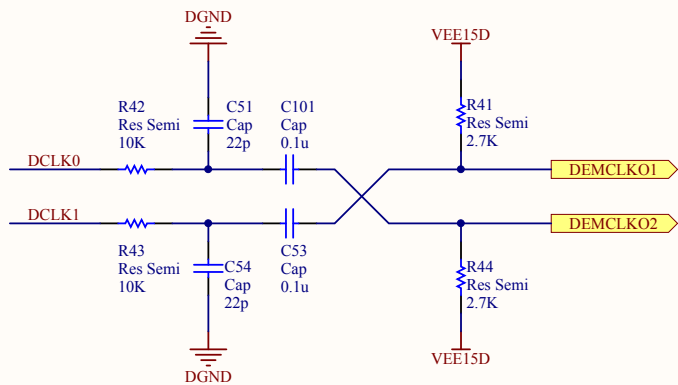 DGND
VEE15D
R42
Res Semi
10K
C51
Cap
22p
C101
Cap
0.1u
R41
Res Semi
2.7K
DCLK0
DEMCLKO1
DCLK1
DEMCLKO2
R43
Res Semi
10K
C54
Cap
22p
C53
Cap
0.1u
R44
Res Semi
2.7K
DGND
VEE15D